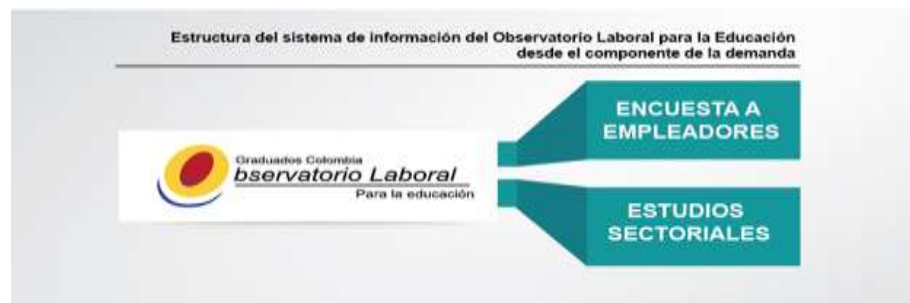 Estructura del sistema de información del Observatorio Laboral para la Educación
desde el componente de la demanda
Graduados Colombia
bservatorio Laboral
Para la educación
ENCUESTA A
EMPLEADORES
ESTUDIOS
SECTORIALES